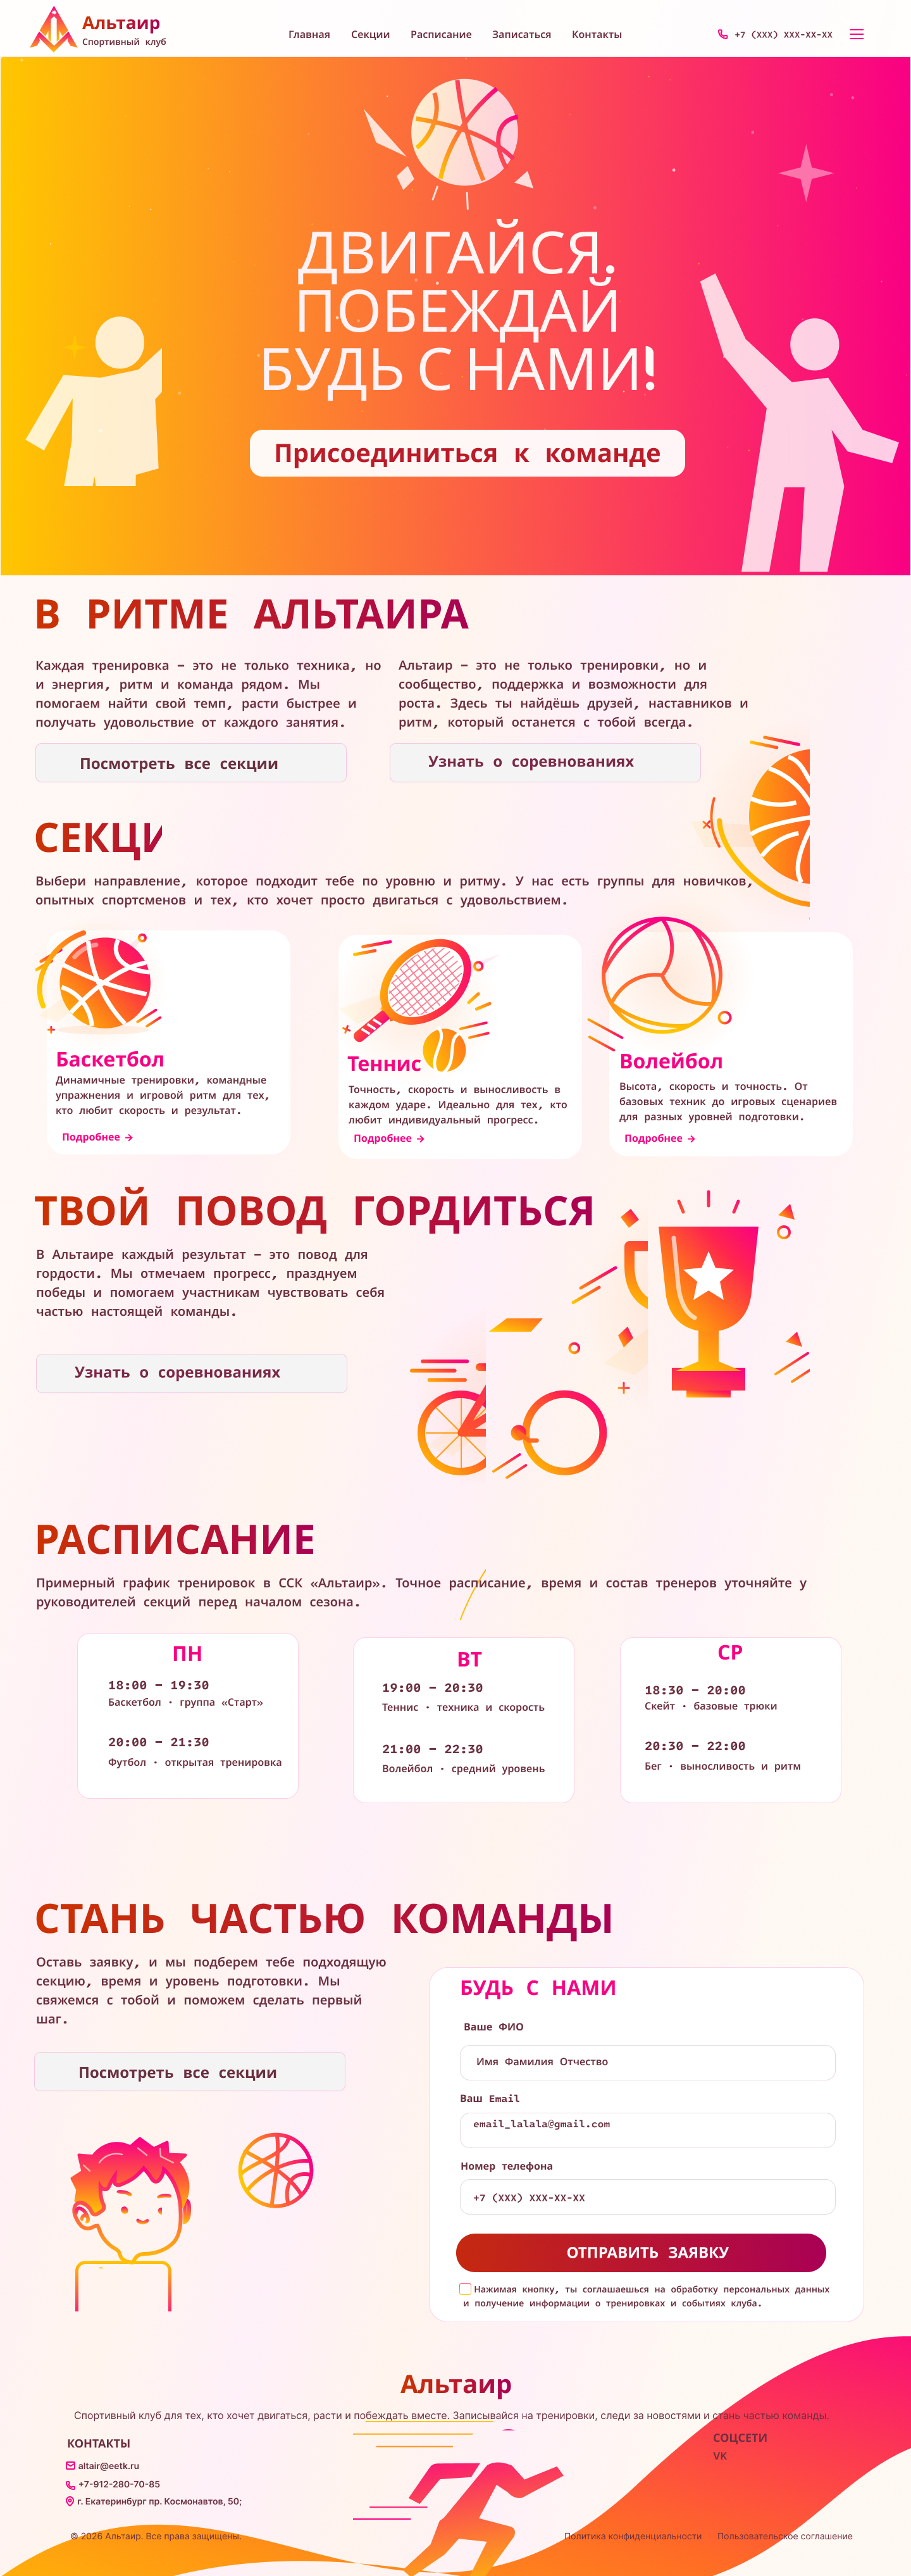 Альтаир
Спортивный клуб
Главная Секции Расписание Записаться Контакты
+7 (XXX) XXX-XX-XX
ДВИГАЙСЯ.
ПОБЕЖДАЙ
БУДЬ С НАМИ!
Присоединиться к команде
В РИТМЕ АЛЬТАИРА
Каждая тренировка – это не только техника, но
и энергия, ритм и команда рядом. Мы
помогаем найти свой темп, расти быстрее и
получать удовольствие от каждого занятия.
Альтаир – это не только тренировки, но и
сообщество, поддержка и возможности для
роста. Здесь ты найдёшь друзей, наставников и
ритм, который останется с тобой всегда.
Посмотреть все секции
Узнать о соревнованиях
СЕКЦИ
Выбери направление, которое подходит тебе по уровню и ритму. У нас есть группы для новичков,
опытных спортсменов и тех, кто хочет просто двигаться с удовольствием.
Баскетбол
Динамичные тренировки, командные
упражнения и игровой ритм для тех,
кто любит скорость и результат.
Подробнее →
Теннис
Точность, скорость и выносливость в
каждом ударе. Идеально для тех, кто
любит индивидуальный прогресс.
Подробнее →
Волейбол
Высота, скорость и точность. От
базовых техник до игровых сценариев
для разных уровней подготовки.
Подробнее →
ТВОЙ ПОВОД ГОРДИТЬСЯ
В Альтаире каждый результат – это повод для
гордости. Мы отмечаем прогресс, празднуем
победы и помогаем участникам чувствовать себя
частью настоящей команды.
Узнать о соревнованиях
РАСПИСАНИЕ
Примерный график тренировок в ССК «Альтаир». Точное расписание, время и состав тренеров уточняйте у
руководителей секций перед началом сезона.
ПН
18:00 – 19:30
Баскетбол · группа «Старт»
20:00 – 21:30
Футбол · открытая тренировка
ВТ
19:00 – 20:30
Теннис · техника и скорость
21:00 – 22:30
Волейбол · средний уровень
СР
18:30 – 20:00
Скейт · базовые трюки
20:30 – 22:00
Бег · выносливость и ритм
СТАНЬ ЧАСТЬЮ КОМАНДЫ
Оставь заявку, и мы подберем тебе подходящую
секцию, время и уровень подготовки. Мы
свяжемся с тобой и поможем сделать первый
шаг.
Посмотреть все секции
БУДЬ С НАМИ
Ваше ФИО
Имя Фамилия Отчество
Ваш Email
email_lalala@gmail.com
Номер телефона
+7 (XXX) XXX-XX-XX
ОТПРАВИТЬ ЗАЯВКУ
Нажимая кнопку, ты соглашаешься на обработку персональных данных
и получение информации о тренировках и событиях клуба.
Альтаир
Спортивный клуб для тех, кто хочет двигаться, расти и побеждать вместе. Записывайся на тренировки, следи за новостями и стань частью команды.
КОНТАКТЫ
altair@eetk.ru
+7-912-280-70-85
г. Екатеринбург пр. Космонавтов, 50;
СОЦСЕТИ
VK
© 2026 Альтаир. Все права защищены.
Политика конфиденциальности Пользовательское соглашение